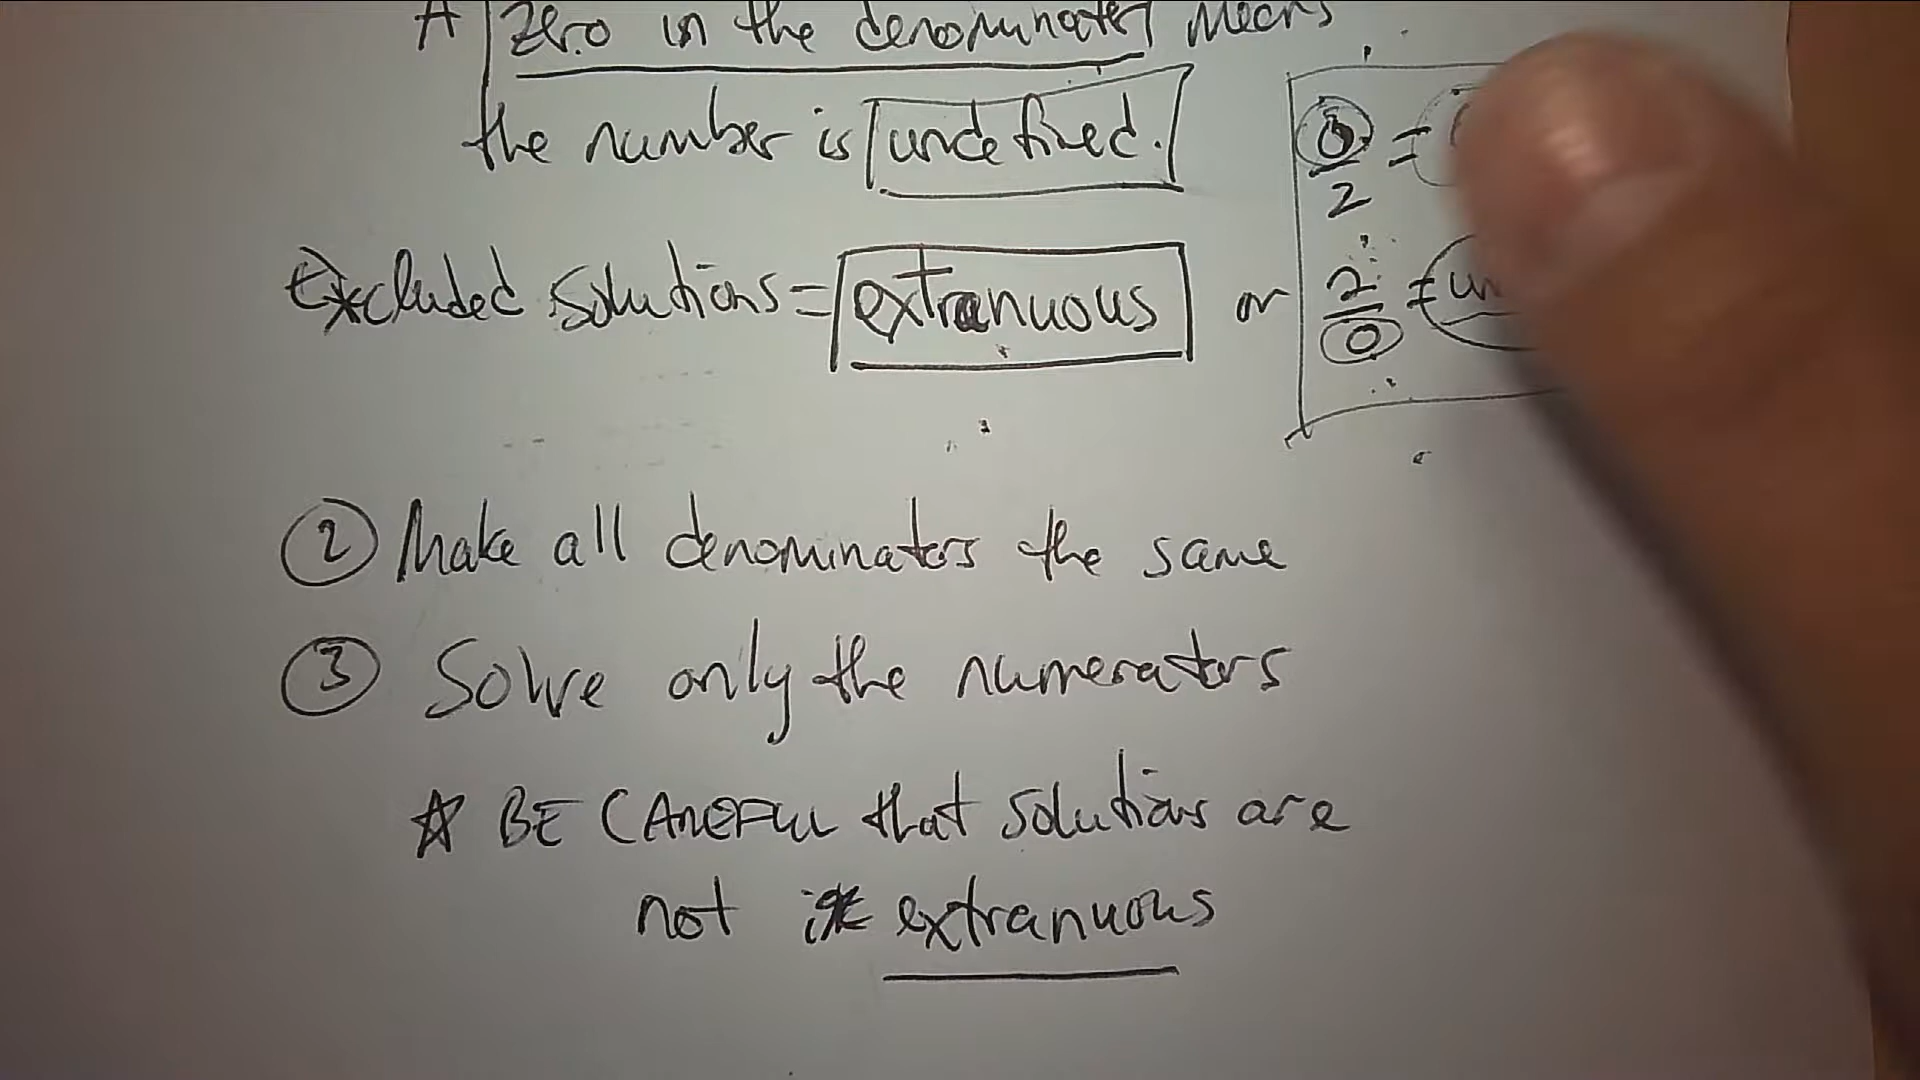 A zero in the denominator means
the number is undefined.
Excluded solutions = extranuous or
0/2 =
2/0 = un
② Make all denominators the same
③ Solve only the numerators
☆ BE CAREFUL that solutions are
not extranuous